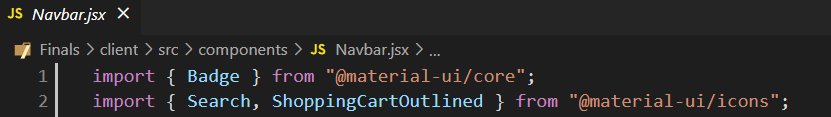 JS Navbar.jsx ×
Finals > client > src > components > JS Navbar.jsx > ...
1 import { Badge } from "@material-ui/core";
2 import { Search, ShoppingCartOutlined } from "@material-ui/icons";